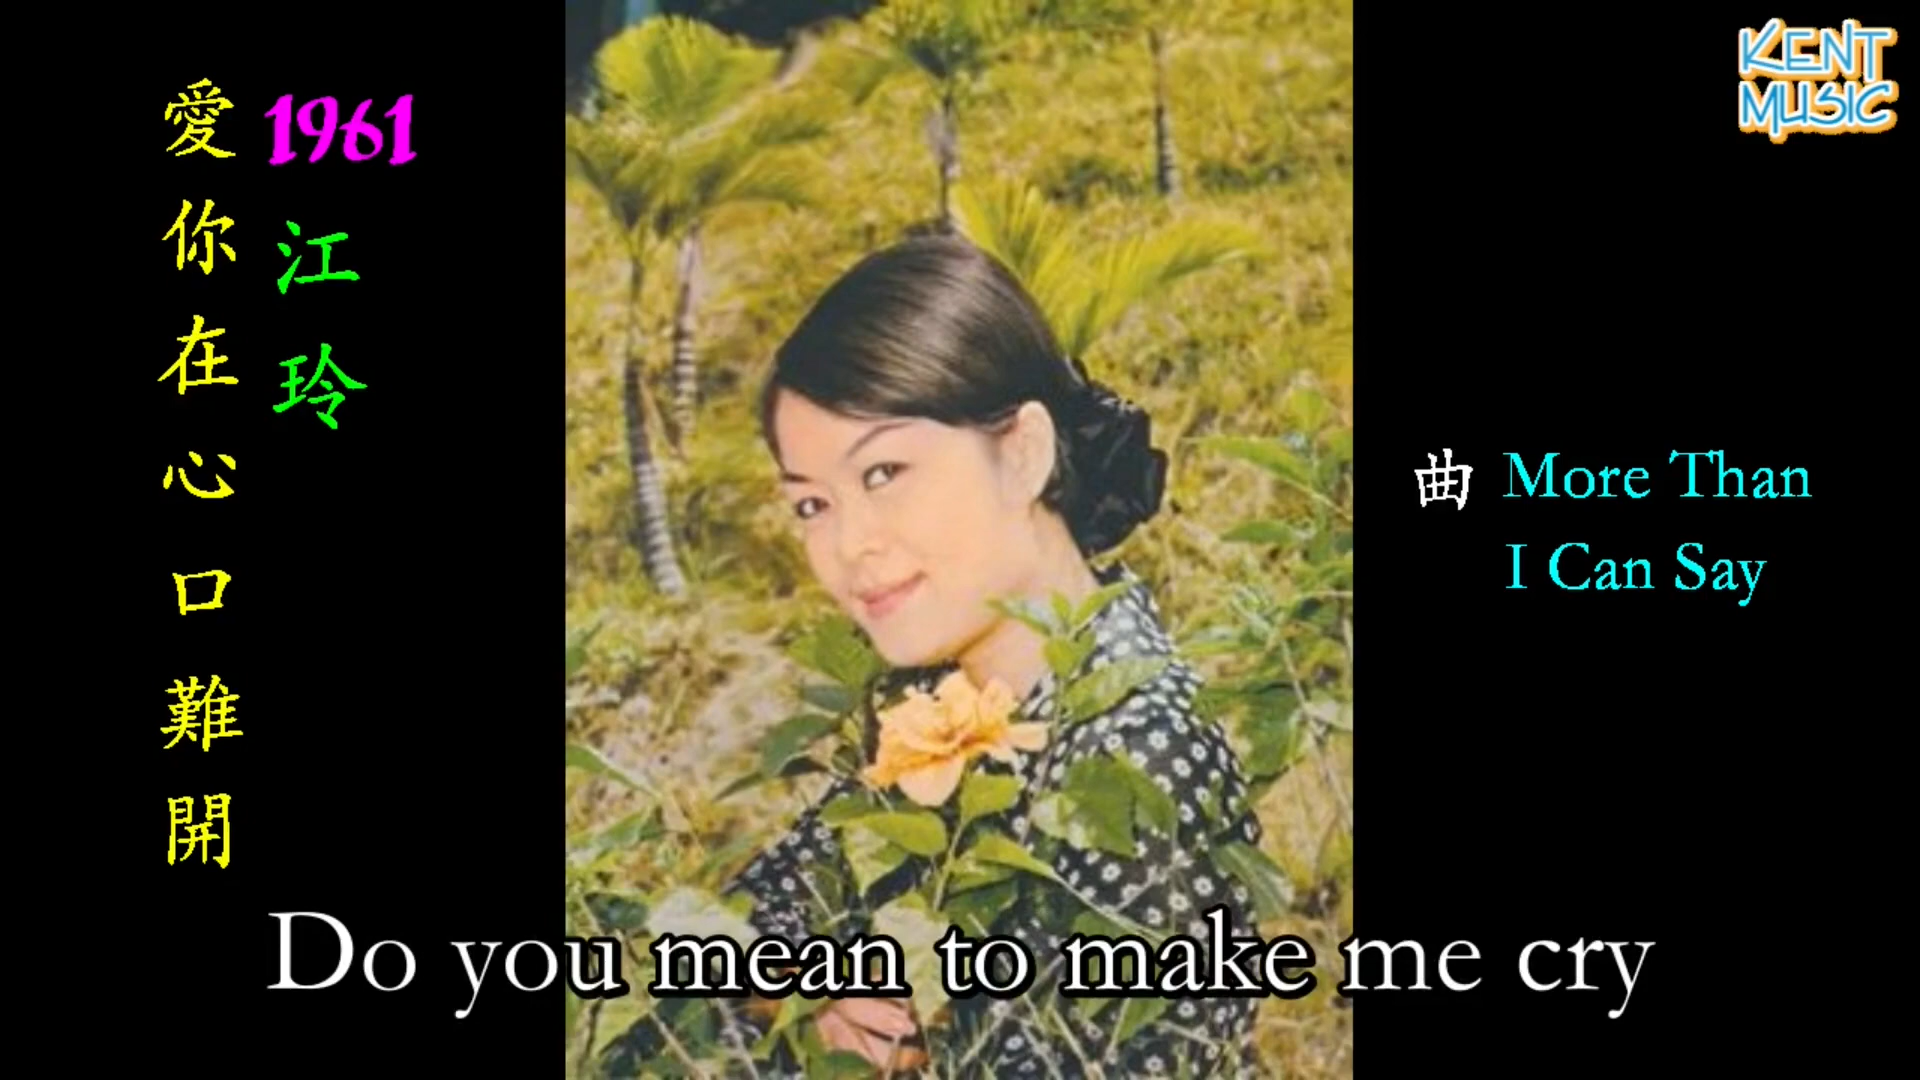 愛你在心口難開
1961
江玲
KENT
MUSIC
曲 More Than
I Can Say
Do you mean to make me cry